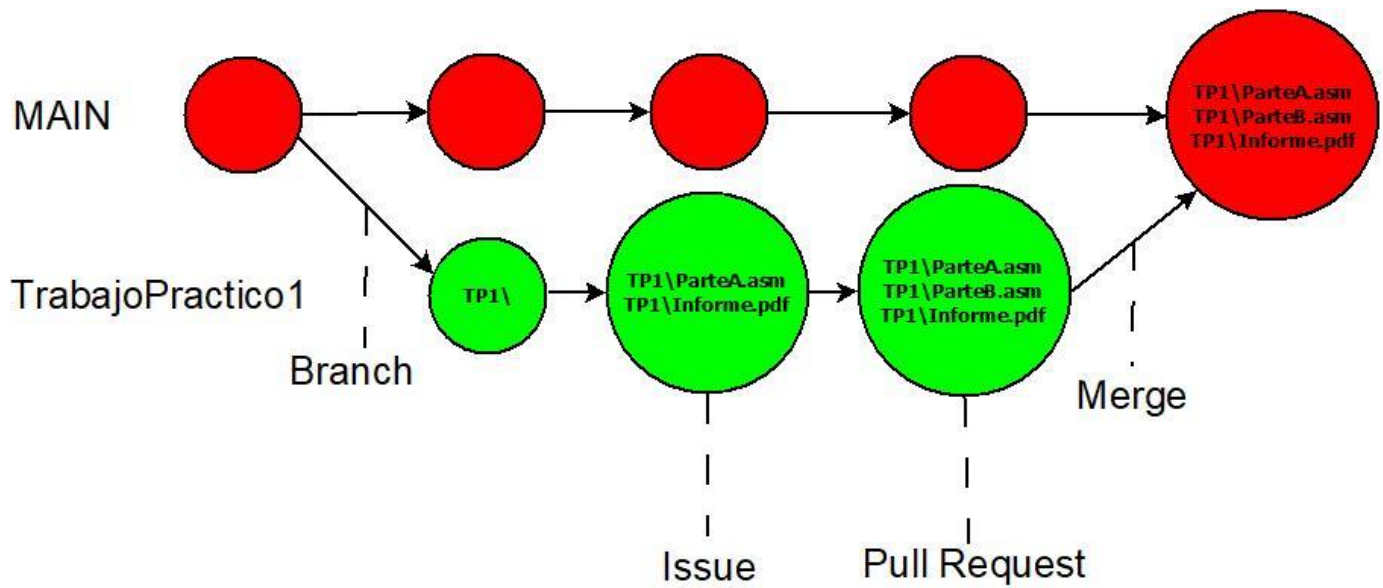 MAIN
TP1\ParteA.asm
TP1\ParteB.asm
TP1\Informe.pdf
TrabajoPractico1
TP1\
TP1\ParteA.asm
TP1\Informe.pdf
TP1\ParteA.asm
TP1\ParteB.asm
TP1\Informe.pdf
Branch
Merge
Issue
Pull Request